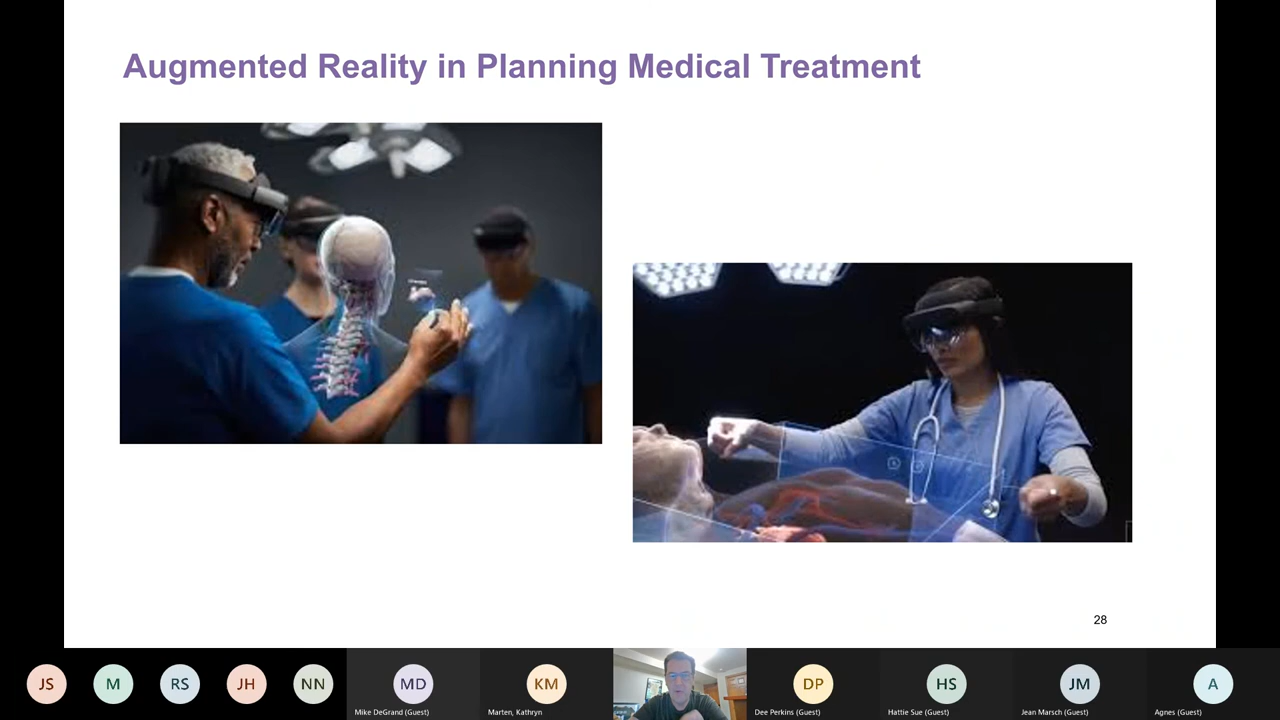 Augmented Reality in Planning Medical Treatment
28
JS
M
RS
JH
NN
MD
Mike DeGrand (Guest)
KM
Marten, Kathryn
DP
Dee Perkins (Guest)
HS
Hattie Sue (Guest)
JM
Jean Marsch (Guest)
A
Agnes (Guest)